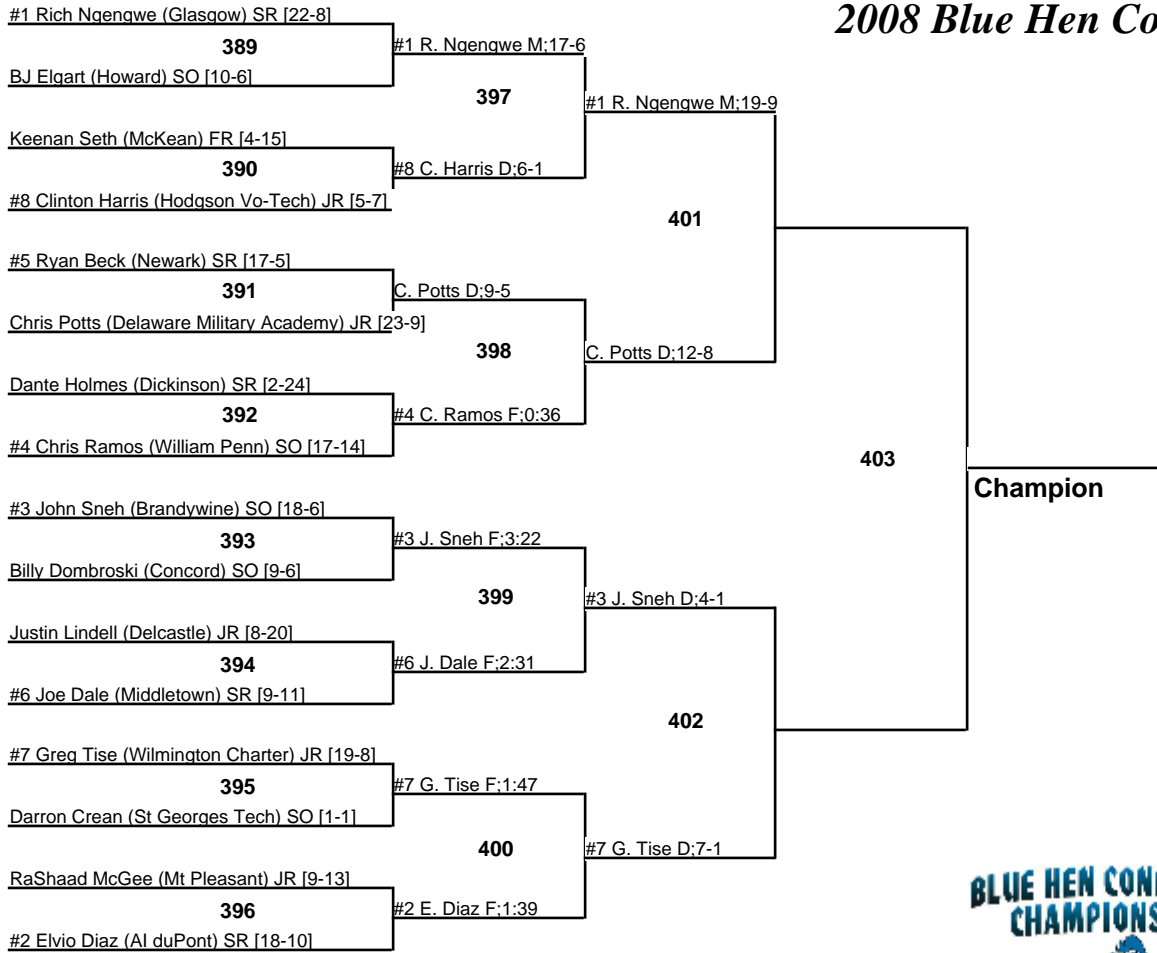 2008 Blue Hen Co
#1 Rich Ngengwe (Glasgow) SR [22-8]
389
#1 R. Ngengwe M;17-6
BJ Elgart (Howard) SO [10-6]
397
#1 R. Ngengwe M;19-9
Keenan Seth (McKean) FR [4-15]
390
#8 C. Harris D;6-1
#8 Clinton Harris (Hodgson Vo-Tech) JR [5-7]
401
#5 Ryan Beck (Newark) SR [17-5]
391
C. Potts D;9-5
Chris Potts (Delaware Military Academy) JR [23-9]
398
C. Potts D;12-8
Dante Holmes (Dickinson) SR [2-24]
392
#4 C. Ramos F;0:36
#4 Chris Ramos (William Penn) SO [17-14]
403
Champion
#3 John Sneh (Brandywine) SO [18-6]
393
#3 J. Sneh F;3:22
Billy Dombroski (Concord) SO [9-6]
399
#3 J. Sneh D;4-1
Justin Lindell (Delcastle) JR [8-20]
394
#6 J. Dale F;2:31
#6 Joe Dale (Middletown) SR [9-11]
402
#7 Greg Tise (Wilmington Charter) JR [19-8]
395
#7 G. Tise F;1:47
Darron Crean (St Georges Tech) SO [1-1]
400
#7 G. Tise D;7-1
RaShaad McGee (Mt Pleasant) JR [9-13]
396
#2 E. Diaz F;1:39
#2 Elvio Diaz (AI duPont) SR [18-10]
BLUE HEN CON
CHAMPIONS